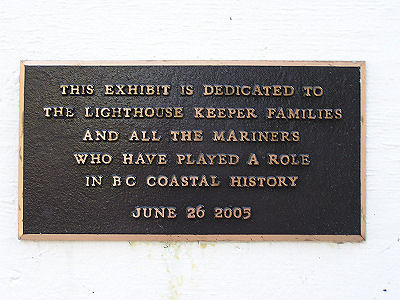 THIS EXHIBIT IS DEDICATED TO
THE LIGHTHOUSE KEEPER FAMILIES
AND ALL THE MARINERS
WHO HAVE PLAYED A ROLE
IN BC COASTAL HISTORY
JUNE 26 2005